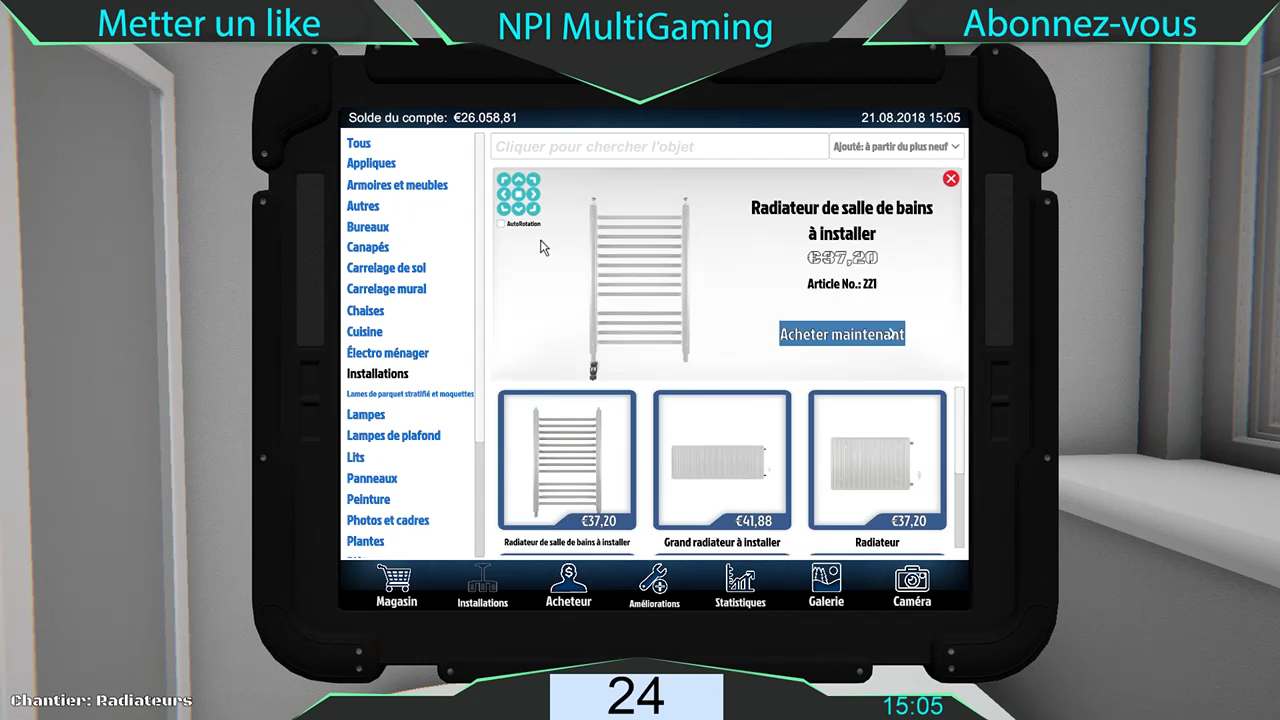 Metter un like
NPI MultiGaming
Abonnez-vous
Solde du compte: €26.058,81
21.08.2018 15:05
Tous
Appliques
Armoires et meubles
Autres
Bureaux
Canapés
Carrelage de sol
Carrelage mural
Chaises
Cuisine
Électro ménager
Installations
Lames de parquet stratifié et moquettes
Lampes
Lampes de plafond
Lits
Panneaux
Peinture
Photos et cadres
Plantes
Cliquer pour chercher l'objet
Ajouté: à partir du plus neuf
AutoRotation
Radiateur de salle de bains
à installer
€37,20
Article No.: 221
Acheter maintenant
€37,20
Radiateur de salle de bains à installer
€41,88
Grand radiateur à installer
€37,20
Radiateur
Magasin
Installations
Acheteur
Améliorations
Statistiques
Galerie
Caméra
Chantier: Radiateurs
24
15:05